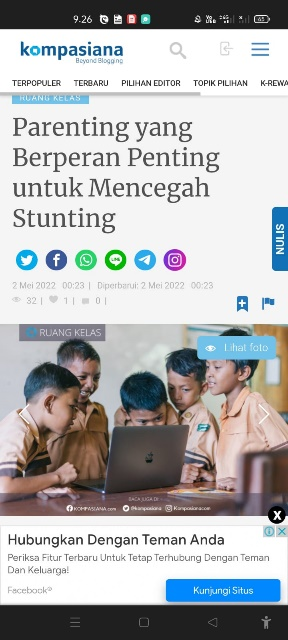 9.26
65
kompasiana
Beyond Blogging
TERPOPULER TERBARU PILIHAN EDITOR TOPIK PILIHAN K-REWA
RUANG KELAS
Parenting yang
Berperan Penting
untuk Mencegah
Stunting
NULIS
LINE
2 Mei 2022 00:23 | Diperbarui: 2 Mei 2022 00:23
32 | 1 | 0 |
RUANG KELAS
Lihat foto
BACA JUGA DI :
KOMPASIANA.com @kompasiana Kompasianacom
X
Hubungkan Dengan Teman Anda
Periksa Fitur Terbaru Untuk Tetap Terhubung Dengan Teman
Dan Keluarga!
Facebook®
Kunjungi Situs